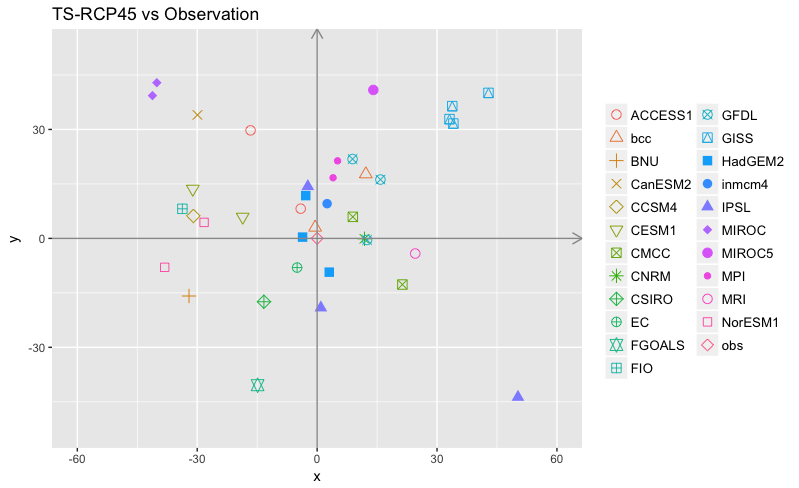 TS-RCP45 vs Observation
30
0
-30
y
-60
-30
0
30
60
x
ACCESS1
bcc
BNU
CanESM2
CCSM4
CESM1
CMCC
CNRM
CSIRO
EC
FGOALS
FIO
GFDL
GISS
HadGEM2
inmcm4
IPSL
MIROC
MIROC5
MPI
MRI
NorESM1
obs